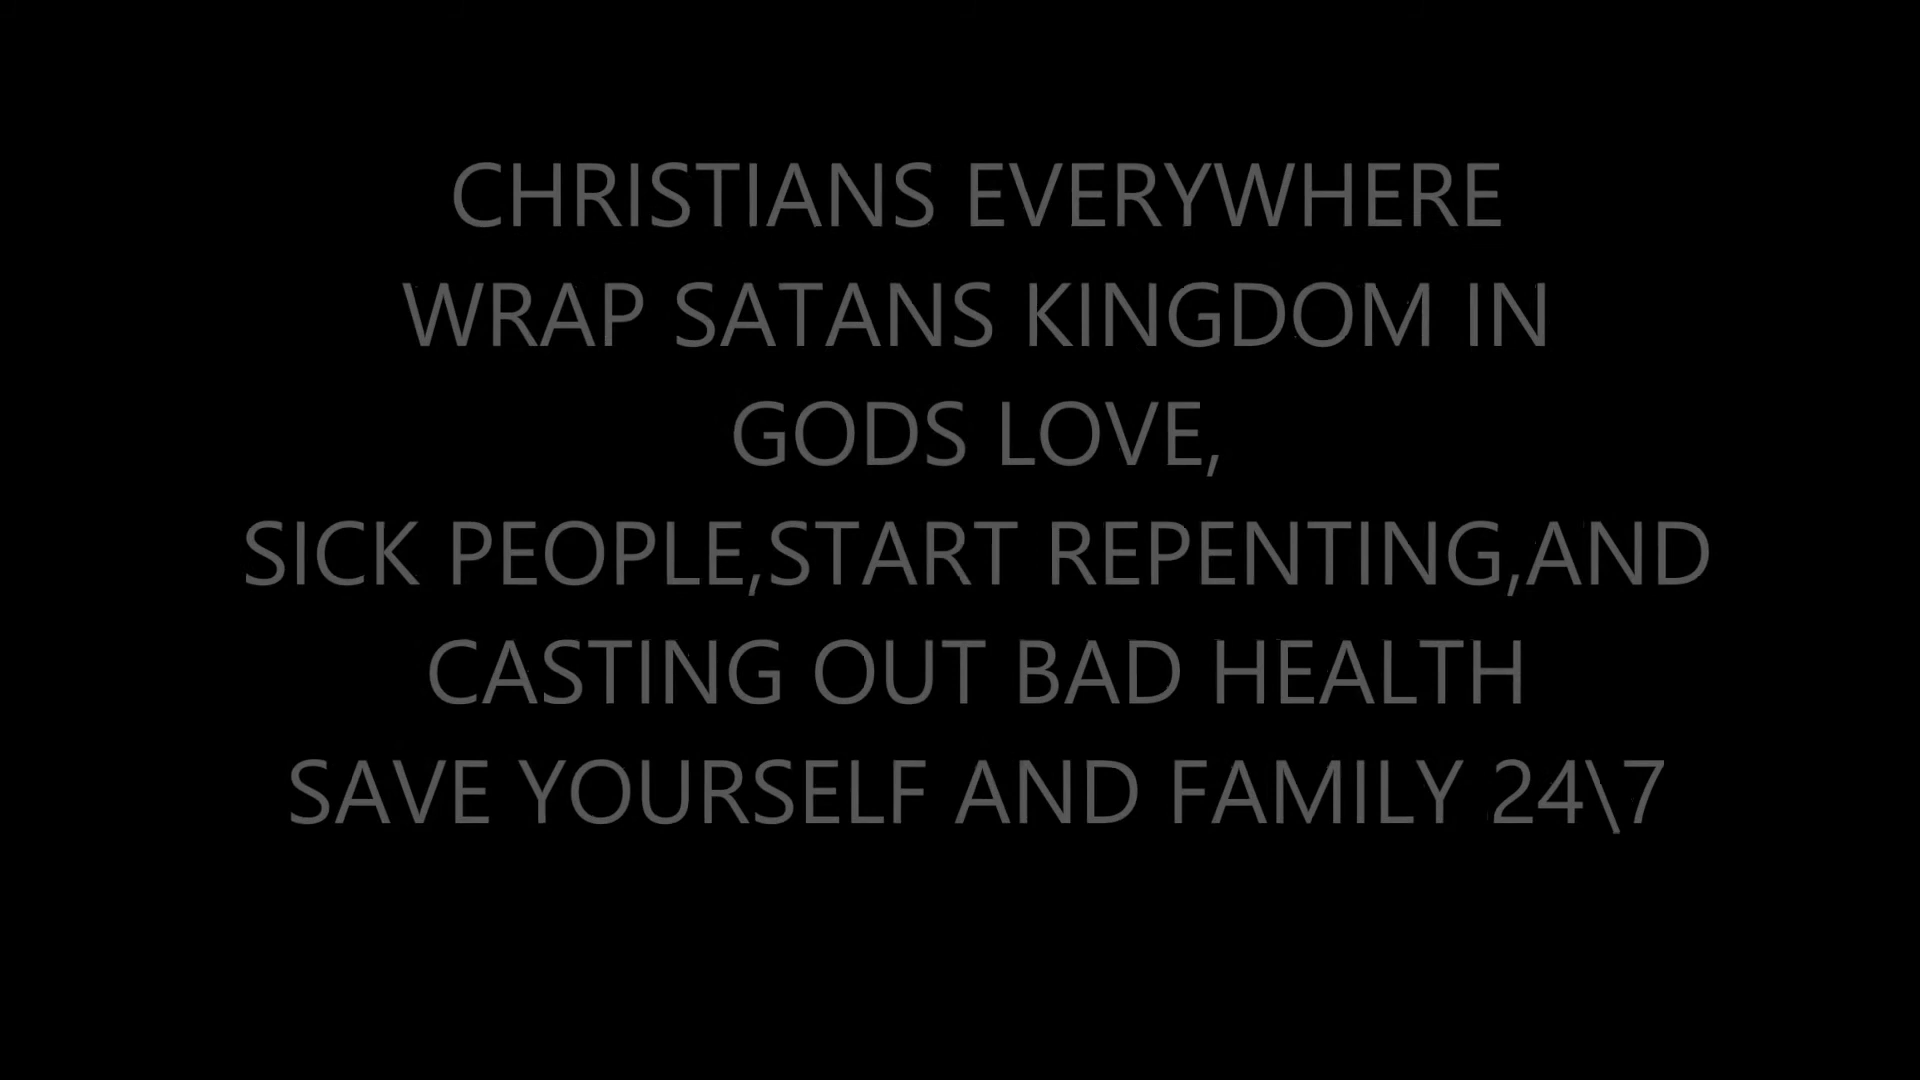 CHRISTIANS EVERYWHERE
WRAP SATANS KINGDOM IN
GODS LOVE,
SICK PEOPLE,START REPENTING,AND
CASTING OUT BAD HEALTH
SAVE YOURSELF AND FAMILY 24\7